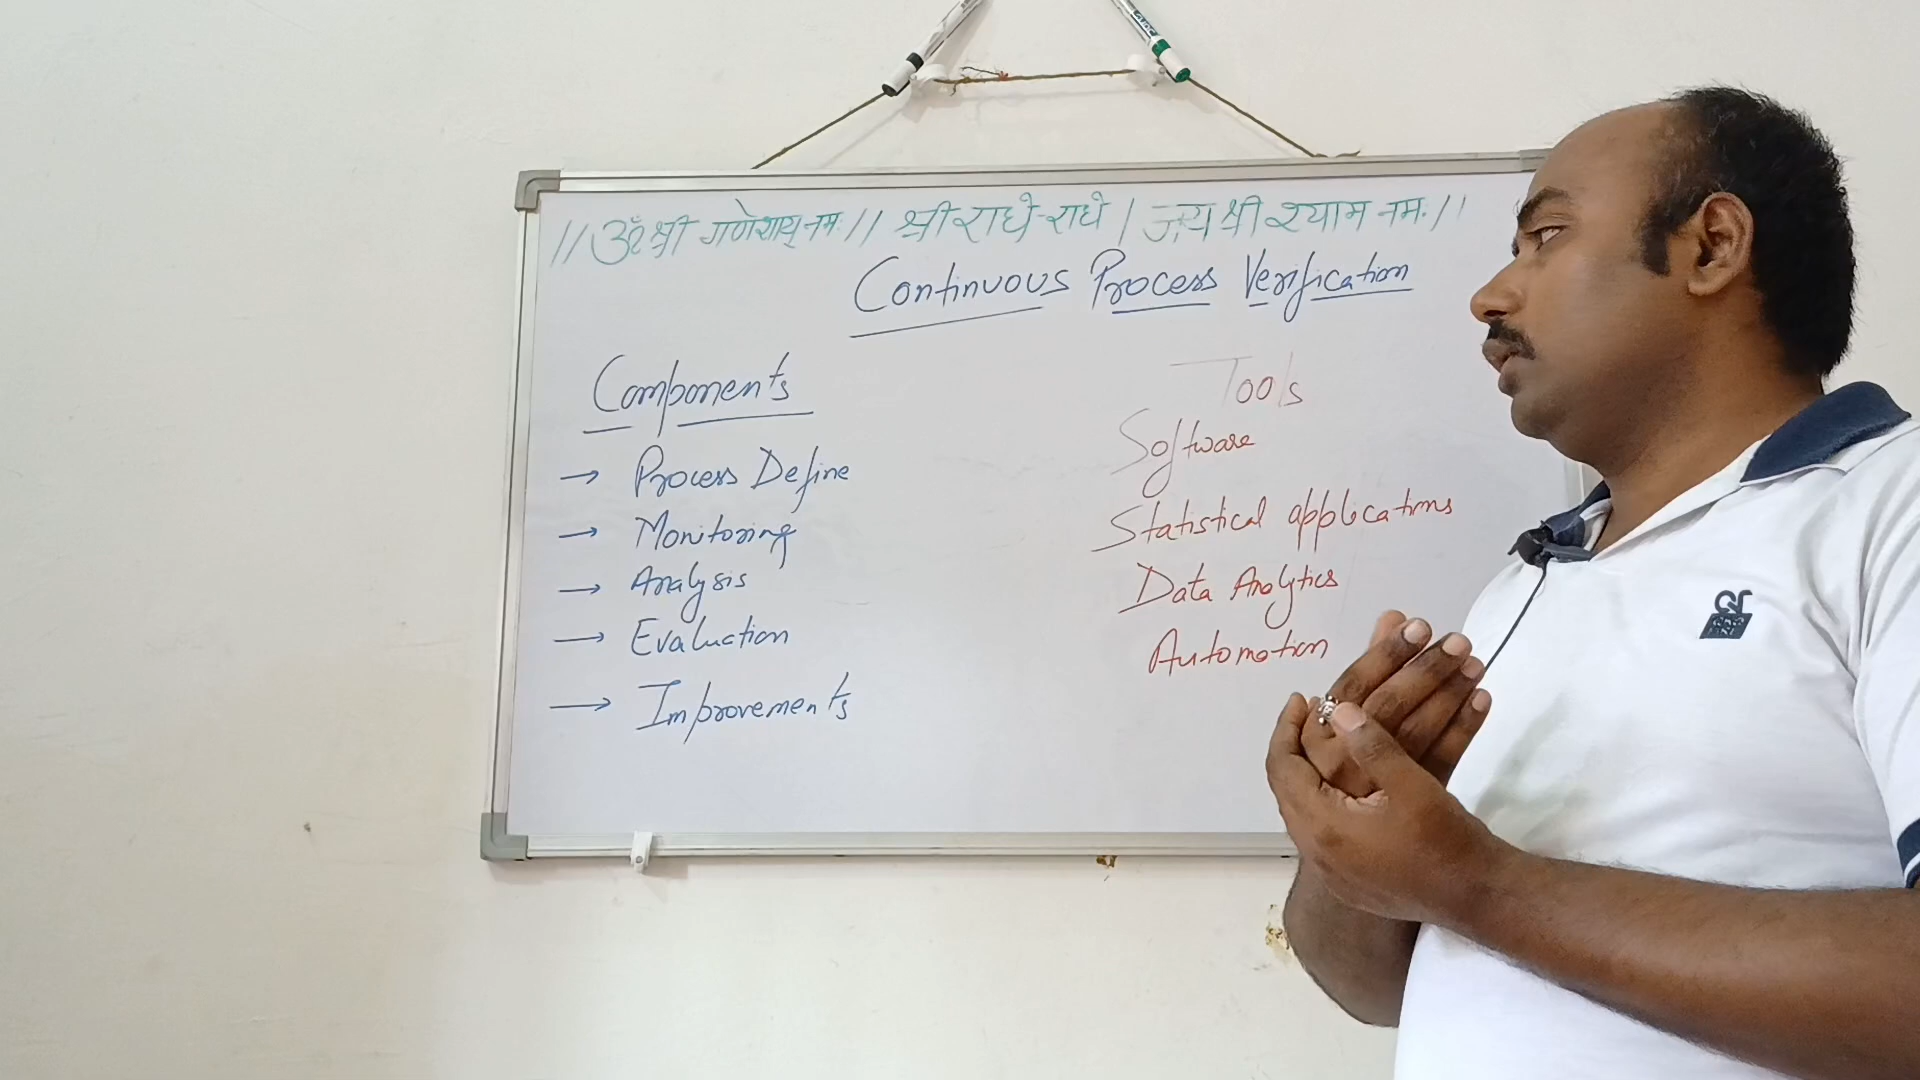 //ॐ श्री गणेशाय् नमः // श्री राधे-राधे / जय श्री श्याम नमः //
Continuous Process Verification
Components
→ Process Define
→ Monitoring
→ Analysis
→ Evaluation
→ Improvements
Tools
Software
Statistical applications
Data Analytics
Automation